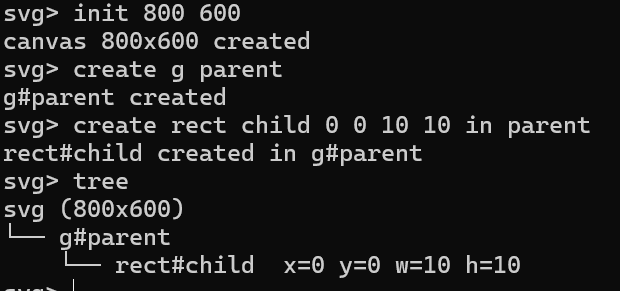 svg> init 800 600
canvas 800x600 created
svg> create g parent
g#parent created
svg> create rect child 0 0 10 10 in parent
rect#child created in g#parent
svg> tree
svg (800x600)
└── g#parent
    └── rect#child  x=0 y=0 w=10 h=10
svg>